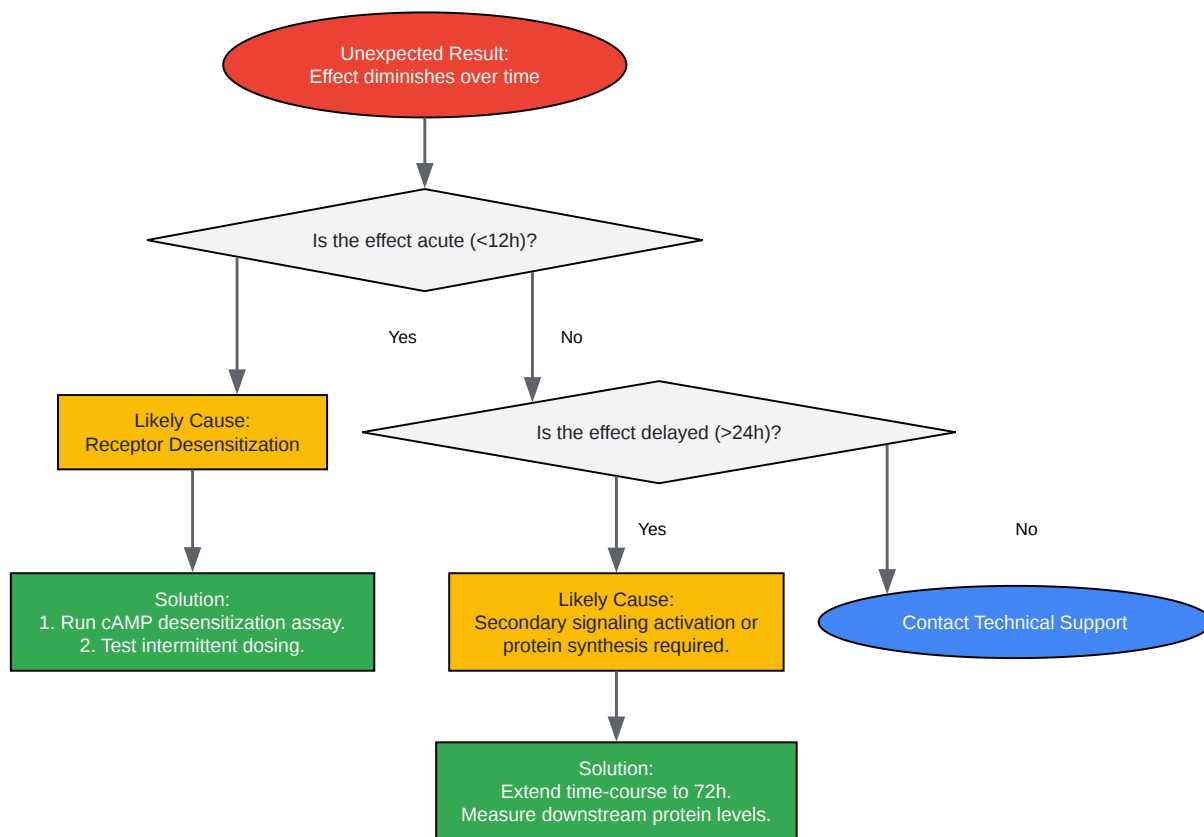 Unexpected Result:
Effect diminishes over time
Is the effect acute (<12h)?
Yes
No
Likely Cause:
Receptor Desensitization
Is the effect delayed (>24h)?
Yes
No
Solution:
1. Run cAMP desensitization assay.
2. Test intermittent dosing.
Likely Cause:
Secondary signaling activation or
protein synthesis required.
Contact Technical Support
Solution:
Extend time-course to 72h.
Measure downstream protein levels.